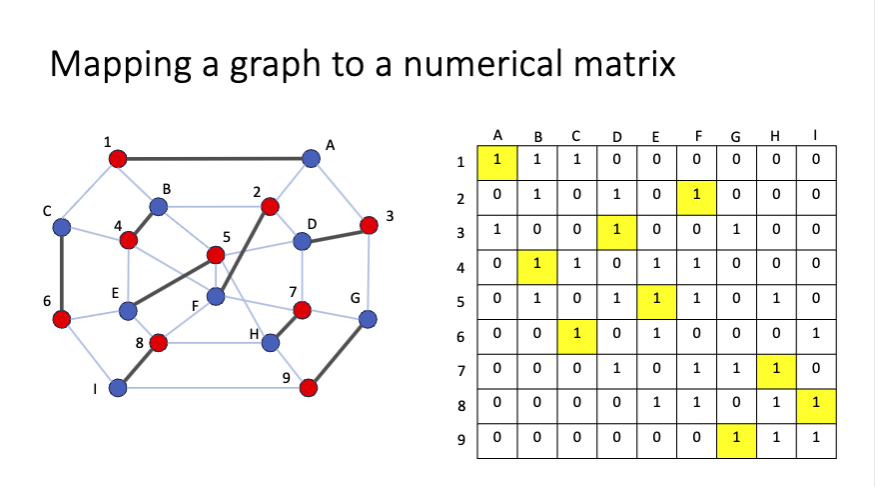 Mapping a graph to a numerical matrix
1
A
B
2
C
3
4
5
D
E
F
7
G
6
H
8
I
9
A B C D E F G H I
1 1 1 1 0 0 0 0 0 0
2 0 1 0 1 0 1 0 0 0
3 1 0 0 1 0 0 1 0 0
4 0 1 1 0 1 1 0 0 0
5 0 1 0 1 1 1 0 1 0
6 0 0 1 0 1 0 0 0 1
7 0 0 0 1 0 1 1 1 0
8 0 0 0 0 1 1 0 1 1
9 0 0 0 0 0 0 1 1 1